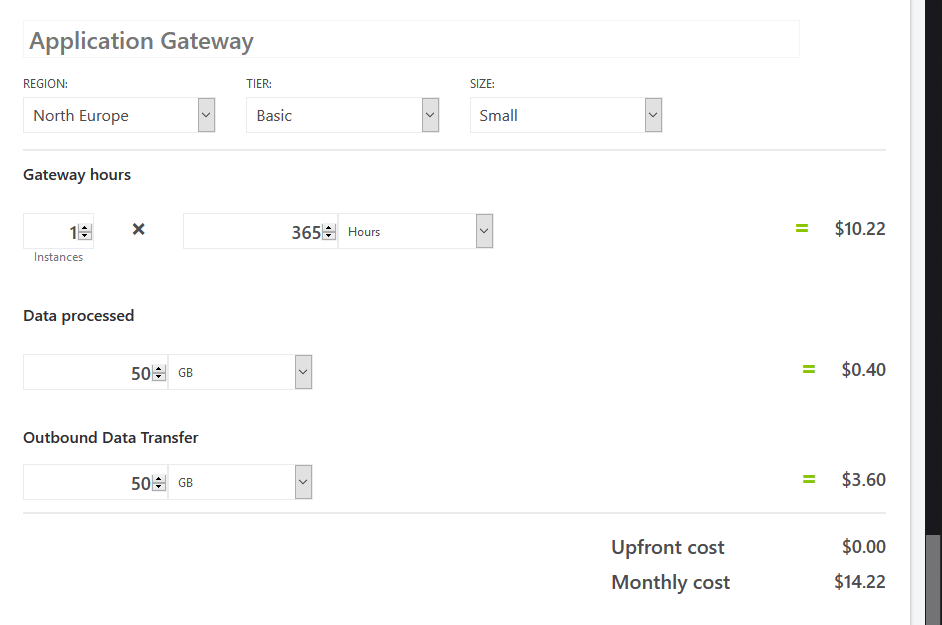 Application Gateway
REGION: TIER: SIZE:
North Europe Basic Small
Gateway hours
1 × 365 Hours = $10.22
Instances
Data processed
50 GB = $0.40
Outbound Data Transfer
50 GB = $3.60
Upfront cost $0.00
Monthly cost $14.22